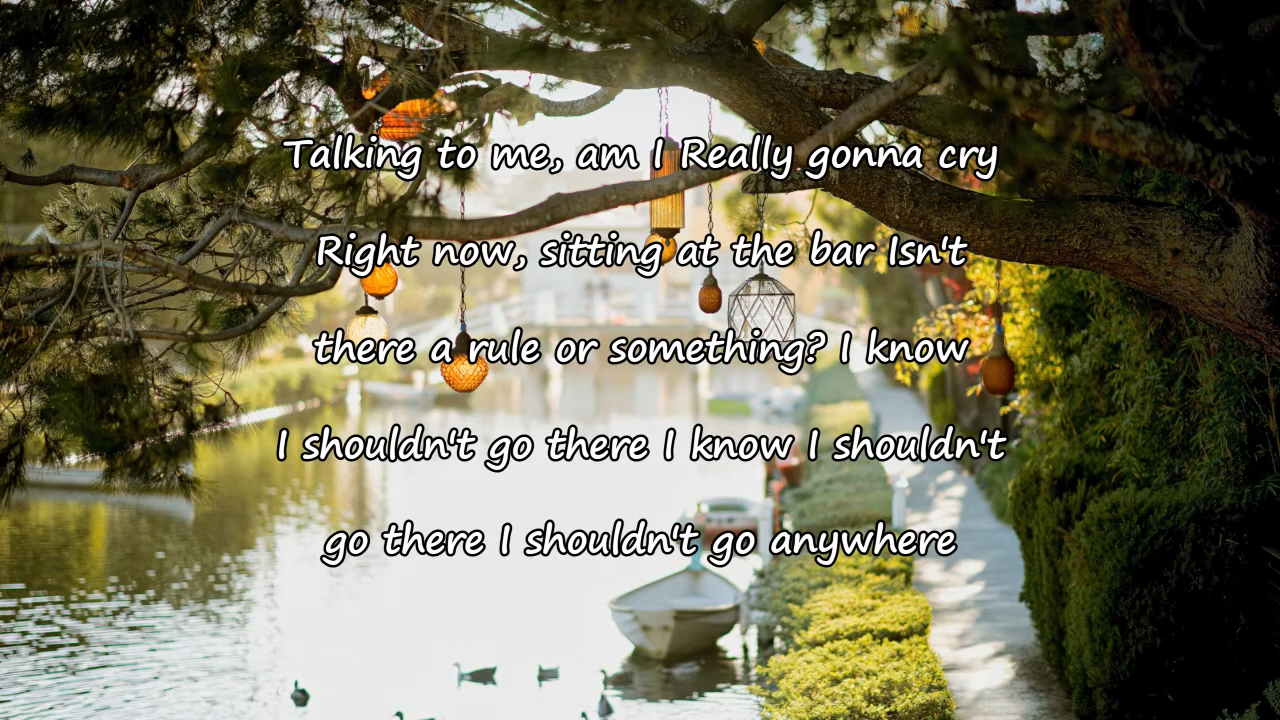 Talking to me, am I Really gonna cry
Right now, sitting at the bar Isn't
there a rule or something? I know
I shouldn't go there I know I shouldn't
go there I shouldn't go anywhere